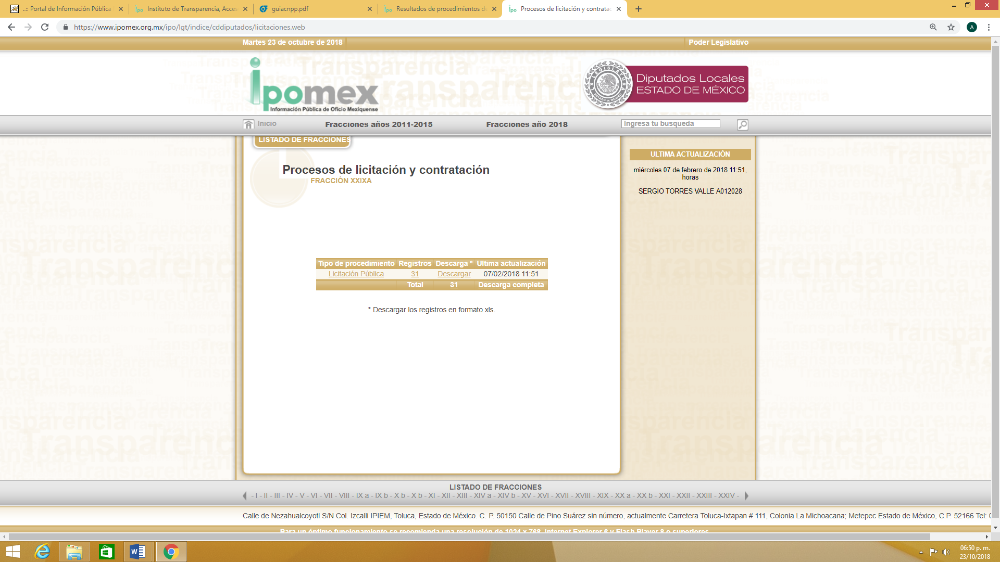 ..:: Portal de Información Pública
Instituto de Transparencia, Acces
guiacnpp.pdf
Resultados de procedimientos de
Procesos de licitación y contratac
https://www.ipomex.org.mx/ipo/lgt/indice/cddiputados/licitaciones.web
A
Martes 23 de octubre de 2018
Poder Legislativo
ipomex
Información Pública de Oficio Mexiquense
Diputados Locales
ESTADO DE MÉXICO
Inicio
Fracciones años 2011-2015
Fracciones año 2018
Ingresa tu busqueda
LISTADO DE FRACCIONES
Procesos de licitación y contratación
FRACCIÓN XXIXA
ULTIMA ACTUALIZACIÓN
miércoles 07 de febrero de 2018 11:51,
horas
SERGIO TORRES VALLE A012028
Tipo de procedimiento Registros Descarga * Ultima actualización
Licitación Pública 31 Descargar 07/02/2018 11:51
Total 31 Descarga completa
* Descargar los registros en formato xls.
LISTADO DE FRACCIONES
- I - II - III - IV - V - VI - VII - VIII - IX a - IX b - X b - X b - XI - XII - XIII - XIV a - XIV b - XV - XVI - XVII - XVIII - XIX - XX a - XX b - XXI - XXII - XXIII - XXIV -
Calle de Nezahualcoyotl S/N Col. Izcalli IPIEM, Toluca, Estado de México. C. P. 50150 Calle de Pino Suárez sin número, actualmente Carretera Toluca-Ixtapan # 111, Colonia La Michoacana; Metepec Estado de México, C.P. 52166 Tel:
Para un óptimo funcionamiento se recomienda una resolución de 1024 x 768, Internet Explorer 6 y Flash Player 8 o superiores
06:50 p. m.
23/10/2018